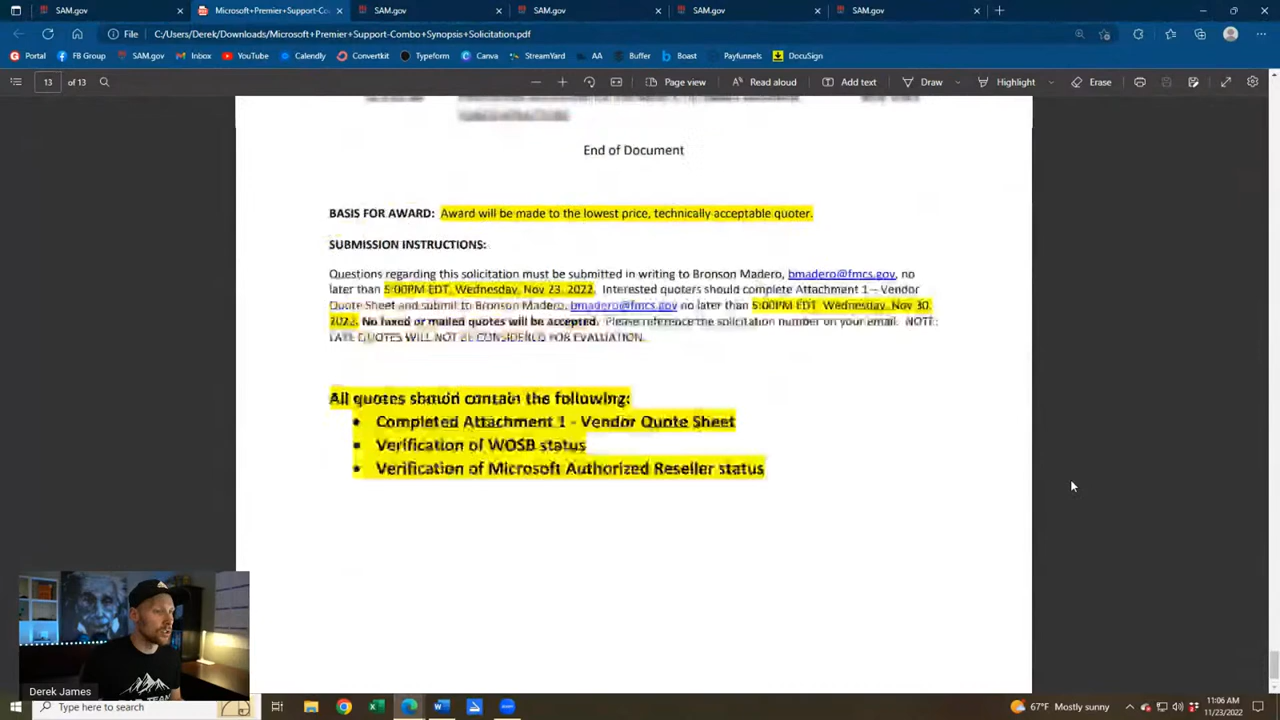 SAM.gov
Microsoft+Premier+Support-Co
SAM.gov
SAM.gov
SAM.gov
SAM.gov
File
C:/Users/Derek/Downloads/Microsoft+Premier+Support-Combo+Synopsis+Solicitation.pdf
Portal
FB Group
SAM.gov
Inbox
YouTube
Calendly
Convertkit
Typeform
Canva
StreamYard
AA
Buffer
Boast
Payfunnels
DocuSign
13 of 13
Page view
Read aloud
Add text
Draw
Highlight
Erase
End of Document
BASIS FOR AWARD: Award will be made to the lowest price, technically acceptable quoter.
SUBMISSION INSTRUCTIONS:
Questions regarding this solicitation must be submitted in writing to Bronson Madero, bmadero@fmcs.gov, no
later than 5:00PM EDT, Wednesday, Nov 23, 2022. Interested quoters should complete Attachment 1 – Vendor
Quote Sheet and submit to Bronson Madero, bmadero@fmcs.gov no later than 5:00PM EDT, Wednesday, Nov 30,
2022. No faxed or mailed quotes will be accepted. Please reference the solicitation number on your email. NOTE:
LATE QUOTES WILL NOT BE CONSIDERED FOR EVALUATION.
All quotes should contain the following:
• Completed Attachment 1 - Vendor Quote Sheet
• Verification of WOSB status
• Verification of Microsoft Authorized Reseller status
Derek James
Type here to search
67°F Mostly sunny
11:06 AM
11/23/2022